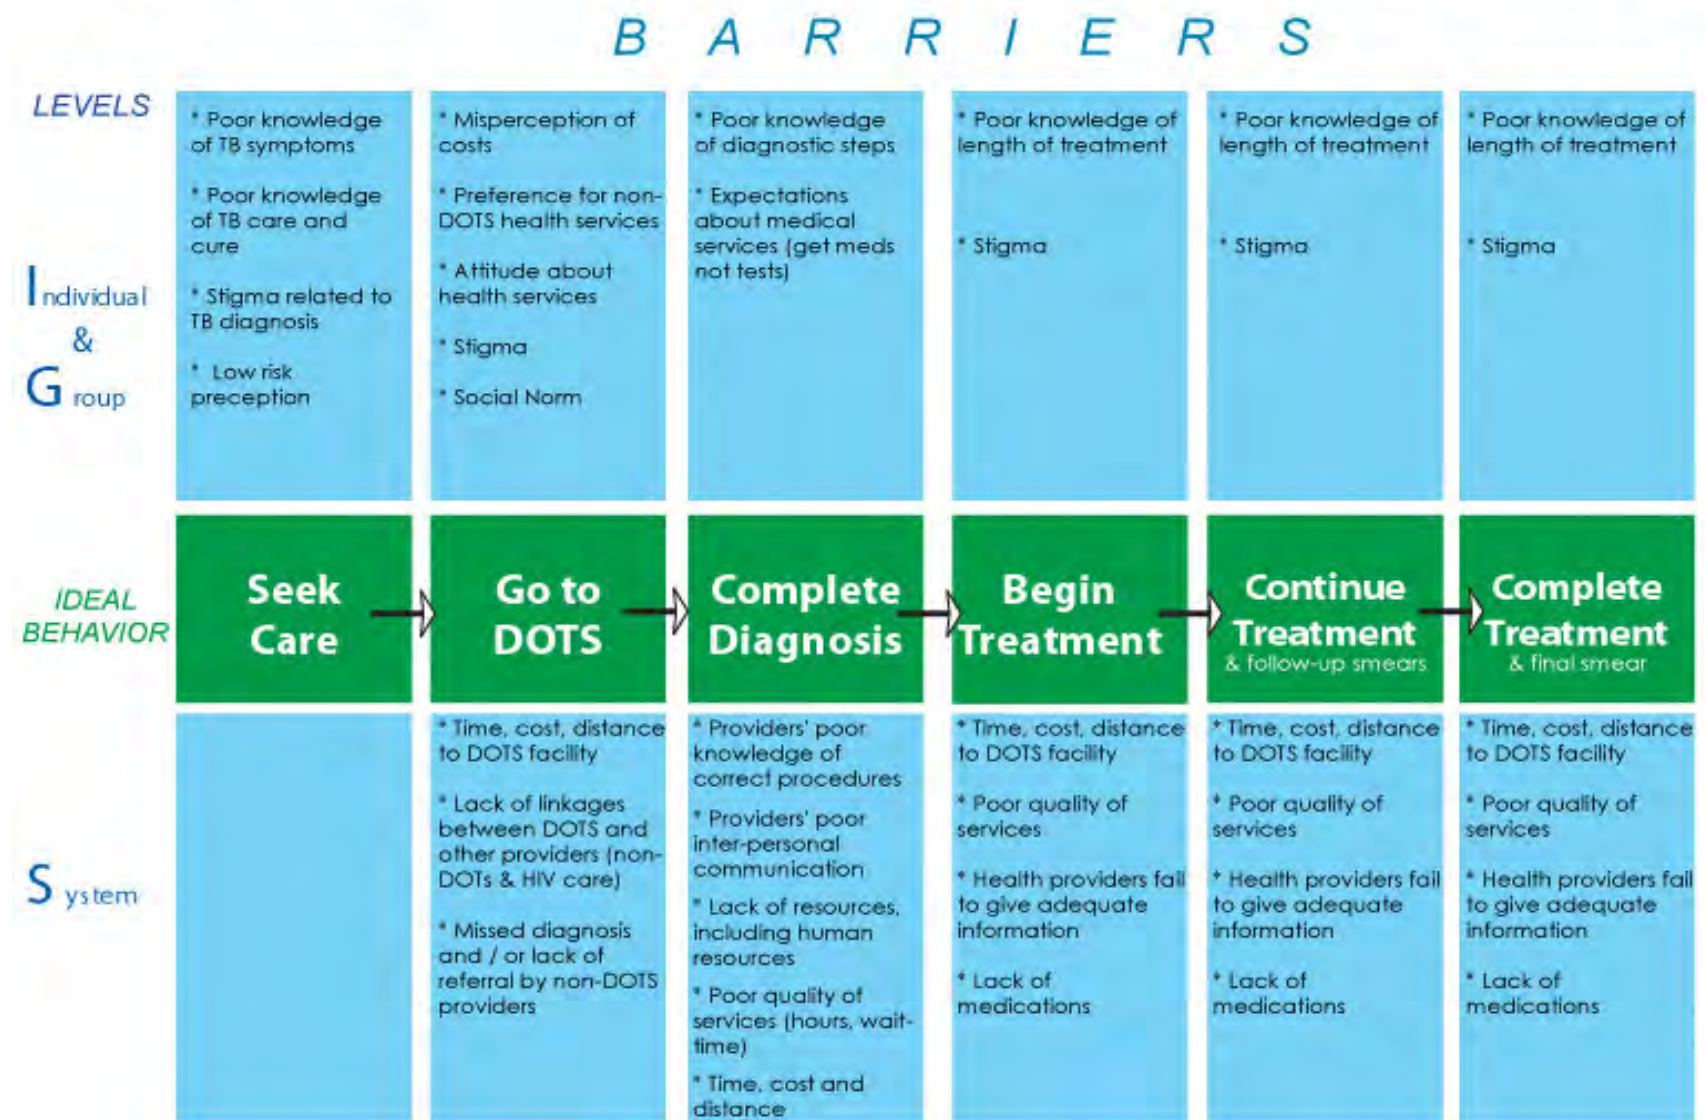 B A R R I E R S
LEVELS
* Poor knowledge
of TB symptoms
* Poor knowledge
of TB care and
cure
* Stigma related to
TB diagnosis
* Low risk
preception
* Misperception of
costs
* Preference for non-
DOTS health services
* Attitude about
health services
* Stigma
* Social Norm
* Poor knowledge
of diagnostic steps
* Expectations
about medical
services (get meds
not tests)
* Poor knowledge of
length of treatment
* Stigma
* Poor knowledge of
length of treatment
* Stigma
* Poor knowledge of
length of treatment
* Stigma
Individual
&
Group
IDEAL
BEHAVIOR
Seek
Care
Go to
DOTS
Complete
Diagnosis
Begin
Treatment
Continue
Treatment
& follow-up smears
Complete
Treatment
& final smear
System
* Time, cost, distance
to DOTS facility
* Lack of linkages
between DOTS and
other providers (non-
DOTs & HIV care)
* Missed diagnosis
and / or lack of
referral by non-DOTS
providers
* Providers' poor
knowledge of
correct procedures
* Providers' poor
inter-personal
communication
* Lack of resources,
including human
resources
* Poor quality of
services (hours, wait-
time)
* Time, cost and
distance
* Time, cost, distance
to DOTS facility
* Poor quality of
services
* Health providers fail
to give adequate
information
* Lack of
medications
* Time, cost, distance
to DOTS facility
* Poor quality of
services
* Health providers fail
to give adequate
information
* Lack of
medications
* Time, cost, distance
to DOTS facility
* Poor quality of
services
* Health providers fail
to give adequate
information
* Lack of
medications